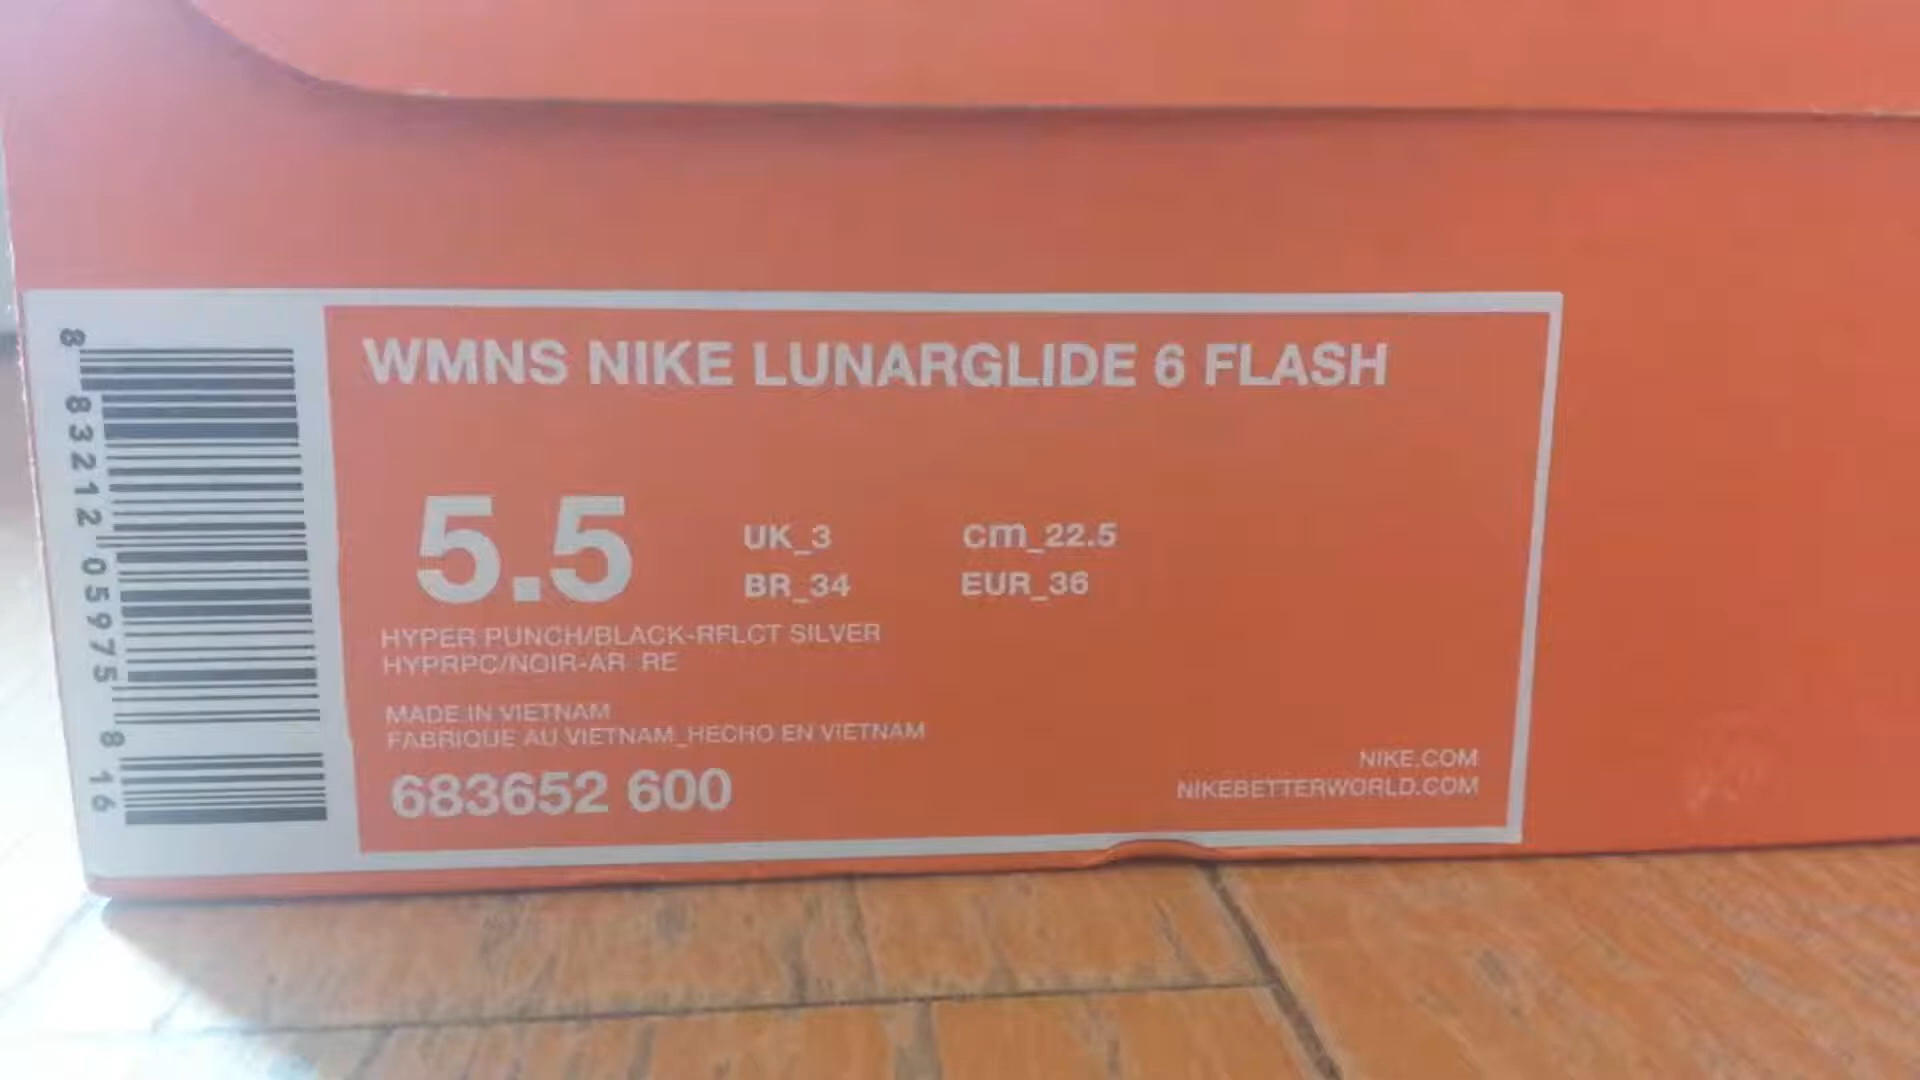 WMNS NIKE LUNARGLIDE 6 FLASH
5.5
UK_3 cm_22.5
BR_34 EUR_36
HYPER PUNCH/BLACK-RFLCT SILVER
HYPRPC/NOIR-AR RE
MADE IN VIETNAM
FABRIQUE AU VIETNAM_HECHO EN VIETNAM
683652 600
NIKE.COM
NIKEBETTERWORLD.COM
8 83212 05975 8 16